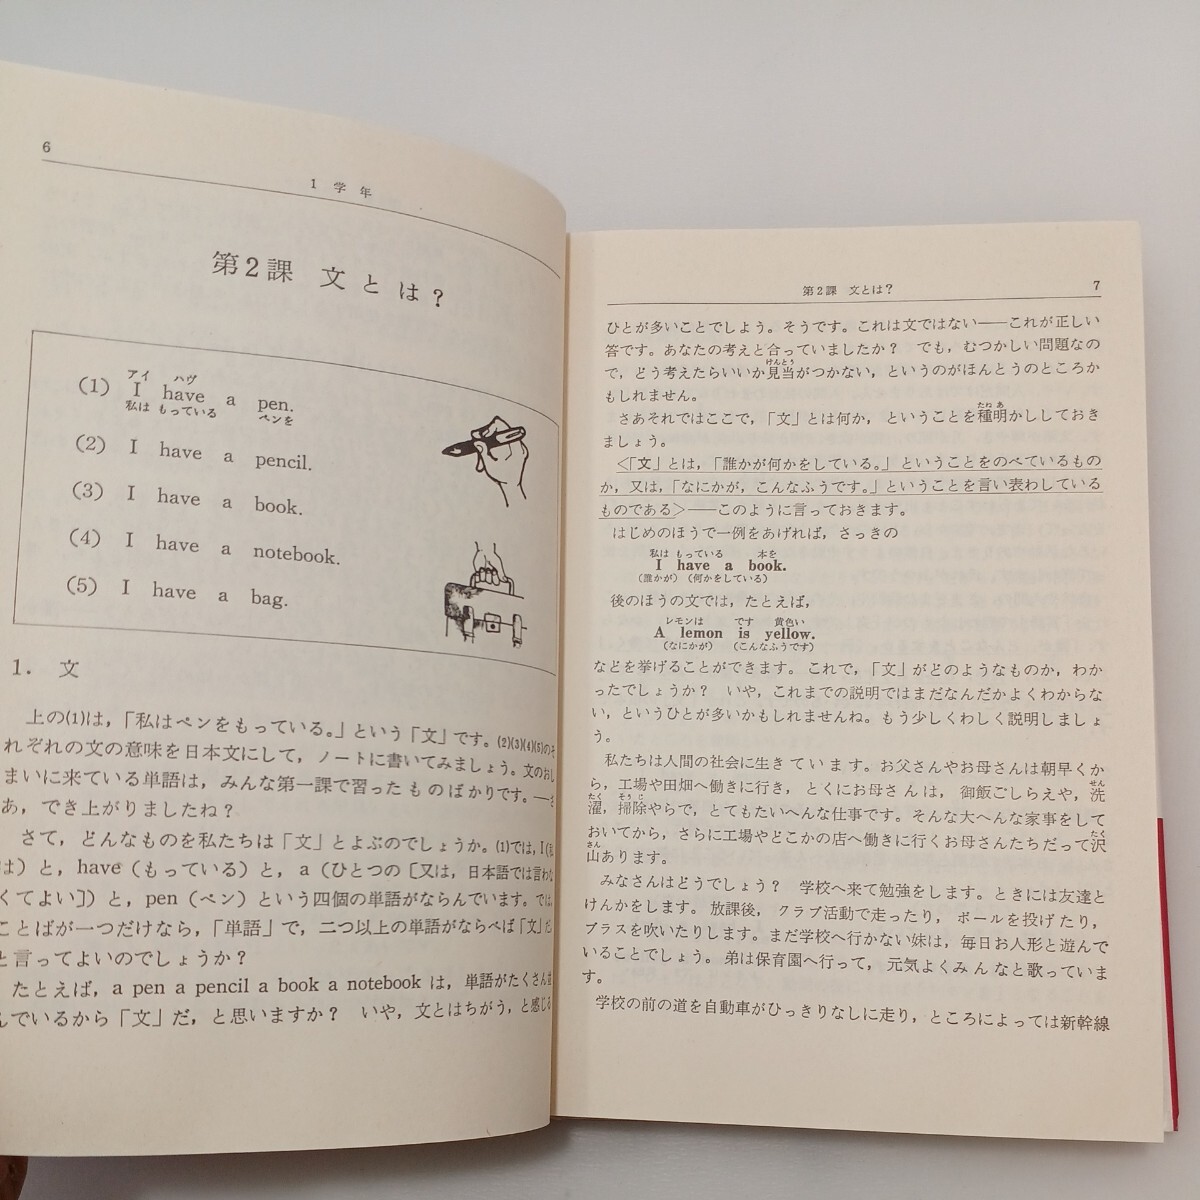 6
1 学 年
第2課 文とは?
アイ ハヴ
(1) I have a pen.
私は もっている ペンを
(2) I have a pencil.
(3) I have a book.
(4) I have a notebook.
(5) I have a bag.
1. 文
上の(1)は,「私はペンをもっている。」という「文」です。(2)(3)(4)(5)のそ
れぞれの文の意味を日本文にして,ノートに書いてみましょう。文のおし
まいに来ている単語は,みんな第一課で習ったものばかりです。—さ
あ,でき上がりましたね?
さて,どんなものを私たちは「文」とよぶのでしょうか。(1)では,I(私
は)と,have(もっている)と,a(ひとつの[又は,日本語では言わな
くてよい])と,pen(ペン)という四個の単語がならんでいます。では,
ことばが一つだけなら,「単語」で,二つ以上の単語がならべば「文」だ
と言ってよいのでしょうか?
たとえば,a pen a pencil a book a notebook は,単語がたくさん並
んでいるから「文」だ,と思いますか? いや,文とはちがう,と感じる
第2課 文とは?
7
ひとが多いことでしよう。そうです。これは文ではない——これが正しい
答です。あなたの考えと合っていましたか? でも,むつかしい問題なの
けんとう
で,どう考えたらいいか見当がつかない,というのがほんとうのところか
もしれません。
たね あ
さあそれではここで,「文」とは何か,ということを種明かししておき
ましょう。
<「文」とは,「誰かが何かをしている。」ということをのべているもの
か,又は,「なにかが,こんなふうです。」ということを言い表わしている
ものである>——このように言っておきます。
はじめのほうで一例をあげれば,さっきの
私は もっている 本を
I have a book.
(誰かが) (何かをしている)
後のほうの文では,たとえば,
レモンは です 黄色い
A lemon is yellow.
(なにかが) (こんなふうです)
などを挙げることができます。これで,「文」がどのようなものか,わか
ったでしょうか? いや,これまでの説明ではまだなんだかよくわからな
い,というひとが多いかもしれませんね。もう少しくわしく説明しましょ
う。
私たちは人間の社会に生きています。お父さんやお母さんは朝早くか
せん
ら,工場や田畑へ働きに行き,とくにお母さんは,御飯ごしらえや,洗
たく そうじ
濯,掃除やらで,とてもたいへんな仕事です。そんな大へんな家事をして
たく
おいてから,さらに工場やどこかの店へ働きに行くお母さんたちだって沢
さん
山あります。
みなさんはどうでしょう? 学校へ来て勉強をします。ときには友達と
けんかをします。放課後,クラブ活動で走ったり,ボールを投げたり,
ブラスを吹いたりします。まだ学校へ行かない妹は,毎日お人形と遊んで
いることでしょう。弟は保育園へ行って,元気よくみんなと歌っていま
す。
学校の前の道を自動車がひっきりなしに走り,ところによっては新幹線